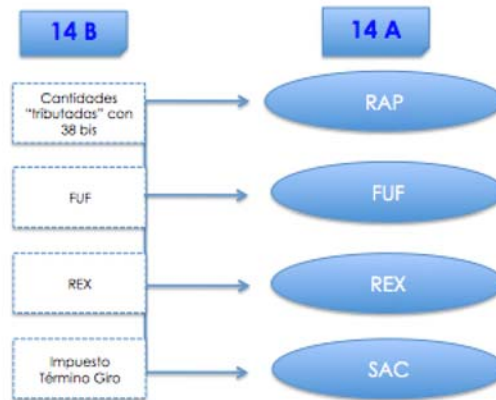 14 B
14 A
Cantidades
"tributadas" con
38 bis
RAP
FUF
FUF
REX
REX
Impuesto
Término Giro
SAC